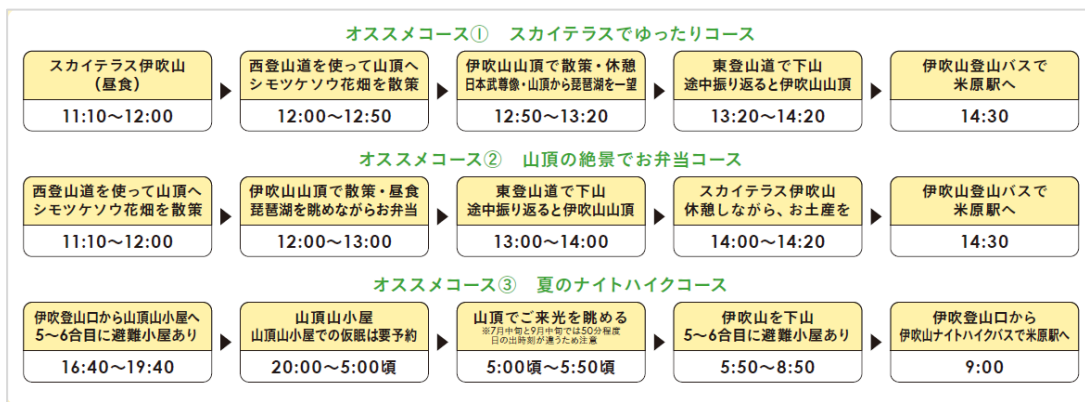 オススメコース① スカイテラスでゆったりコース
スカイテラス伊吹山
(昼食)
11:10〜12:00
西登山道を使って山頂へ
シモツケソウ花畑を散策
12:00〜12:50
伊吹山山頂で散策・休憩
日本武尊像・山頂から琵琶湖を一望
12:50〜13:20
東登山道で下山
途中振り返ると伊吹山山頂
13:20〜14:20
伊吹山登山バスで
米原駅へ
14:30
オススメコース② 山頂の絶景でお弁当コース
西登山道を使って山頂へ
シモツケソウ花畑を散策
11:10〜12:00
伊吹山山頂で散策・昼食
琵琶湖を眺めながらお弁当
12:00〜13:00
東登山道で下山
途中振り返ると伊吹山山頂
13:00〜14:00
スカイテラス伊吹山
休憩しながら、お土産を
14:00〜14:20
伊吹山登山バスで
米原駅へ
14:30
オススメコース③ 夏のナイトハイクコース
伊吹登山口から山頂山小屋へ
5〜6合目に避難小屋あり
16:40〜19:40
山頂山小屋
山頂山小屋での仮眠は要予約
20:00〜5:00頃
山頂でご来光を眺める
※7月中旬と9月中旬では50分程度
日の出時刻が違うため注意
5:00頃〜5:50頃
伊吹山を下山
5〜6合目に避難小屋あり
5:50〜8:50
伊吹登山口から
伊吹山ナイトハイクバスで米原駅へ
9:00